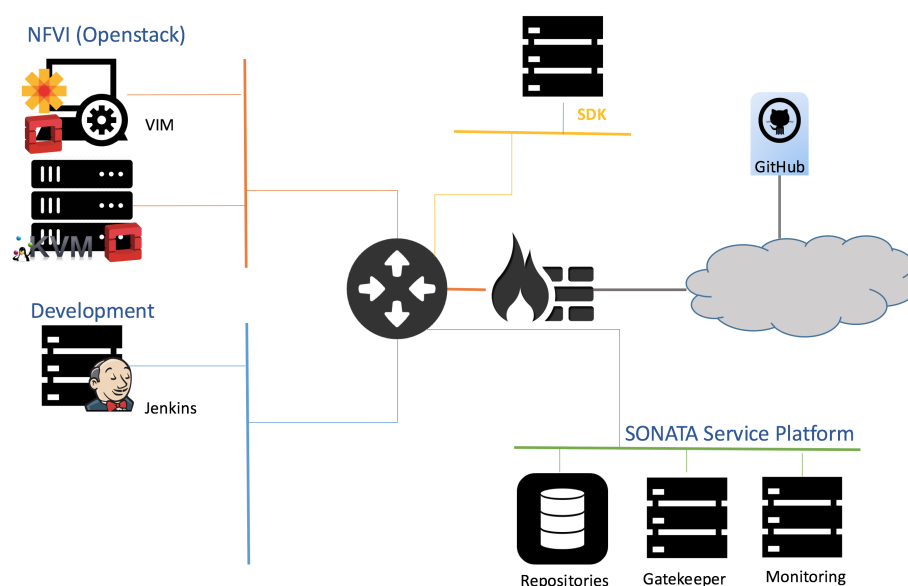 NFVI (Openstack)
VIM
KVM
SDK
GitHub
Development
Jenkins
SONATA Service Platform
Repositories
Gatekeeper
Monitoring